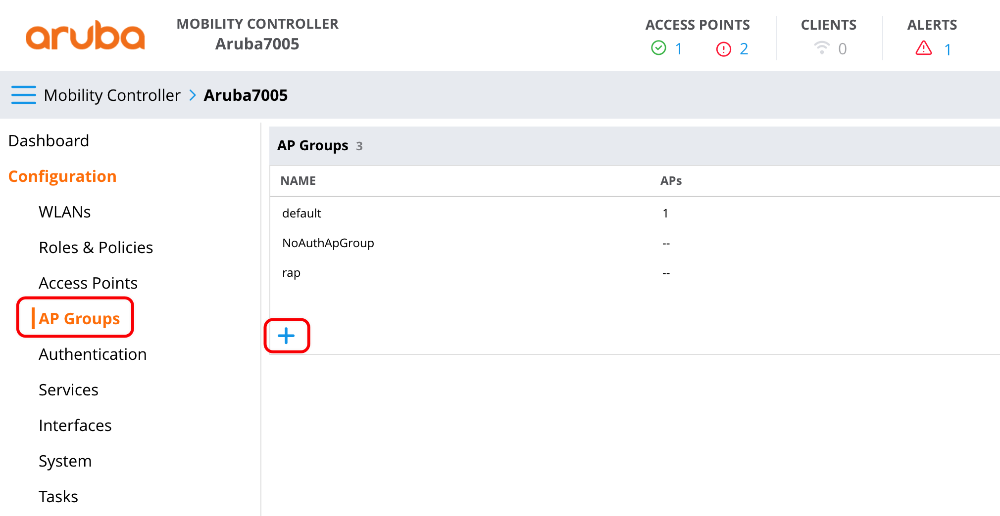 aruba
MOBILITY CONTROLLER
Aruba7005
ACCESS POINTS
1 2
CLIENTS
0
ALERTS
1
Mobility Controller > Aruba7005
Dashboard
Configuration
WLANs
Roles & Policies
Access Points
AP Groups
Authentication
Services
Interfaces
System
Tasks
AP Groups 3
NAME APs
default 1
NoAuthApGroup --
rap --
+